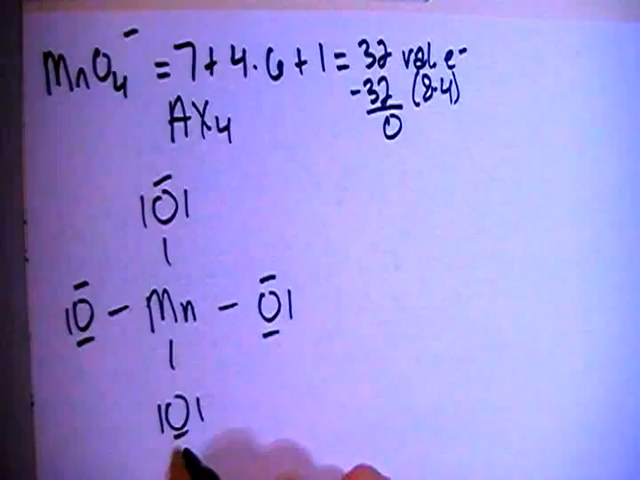 MnO₄⁻ = 7 + 4·6 + 1 = 32 val e⁻
-32 (8·4)
0
AX₄
|O|
|
|O - Mn - O|
|
|O|